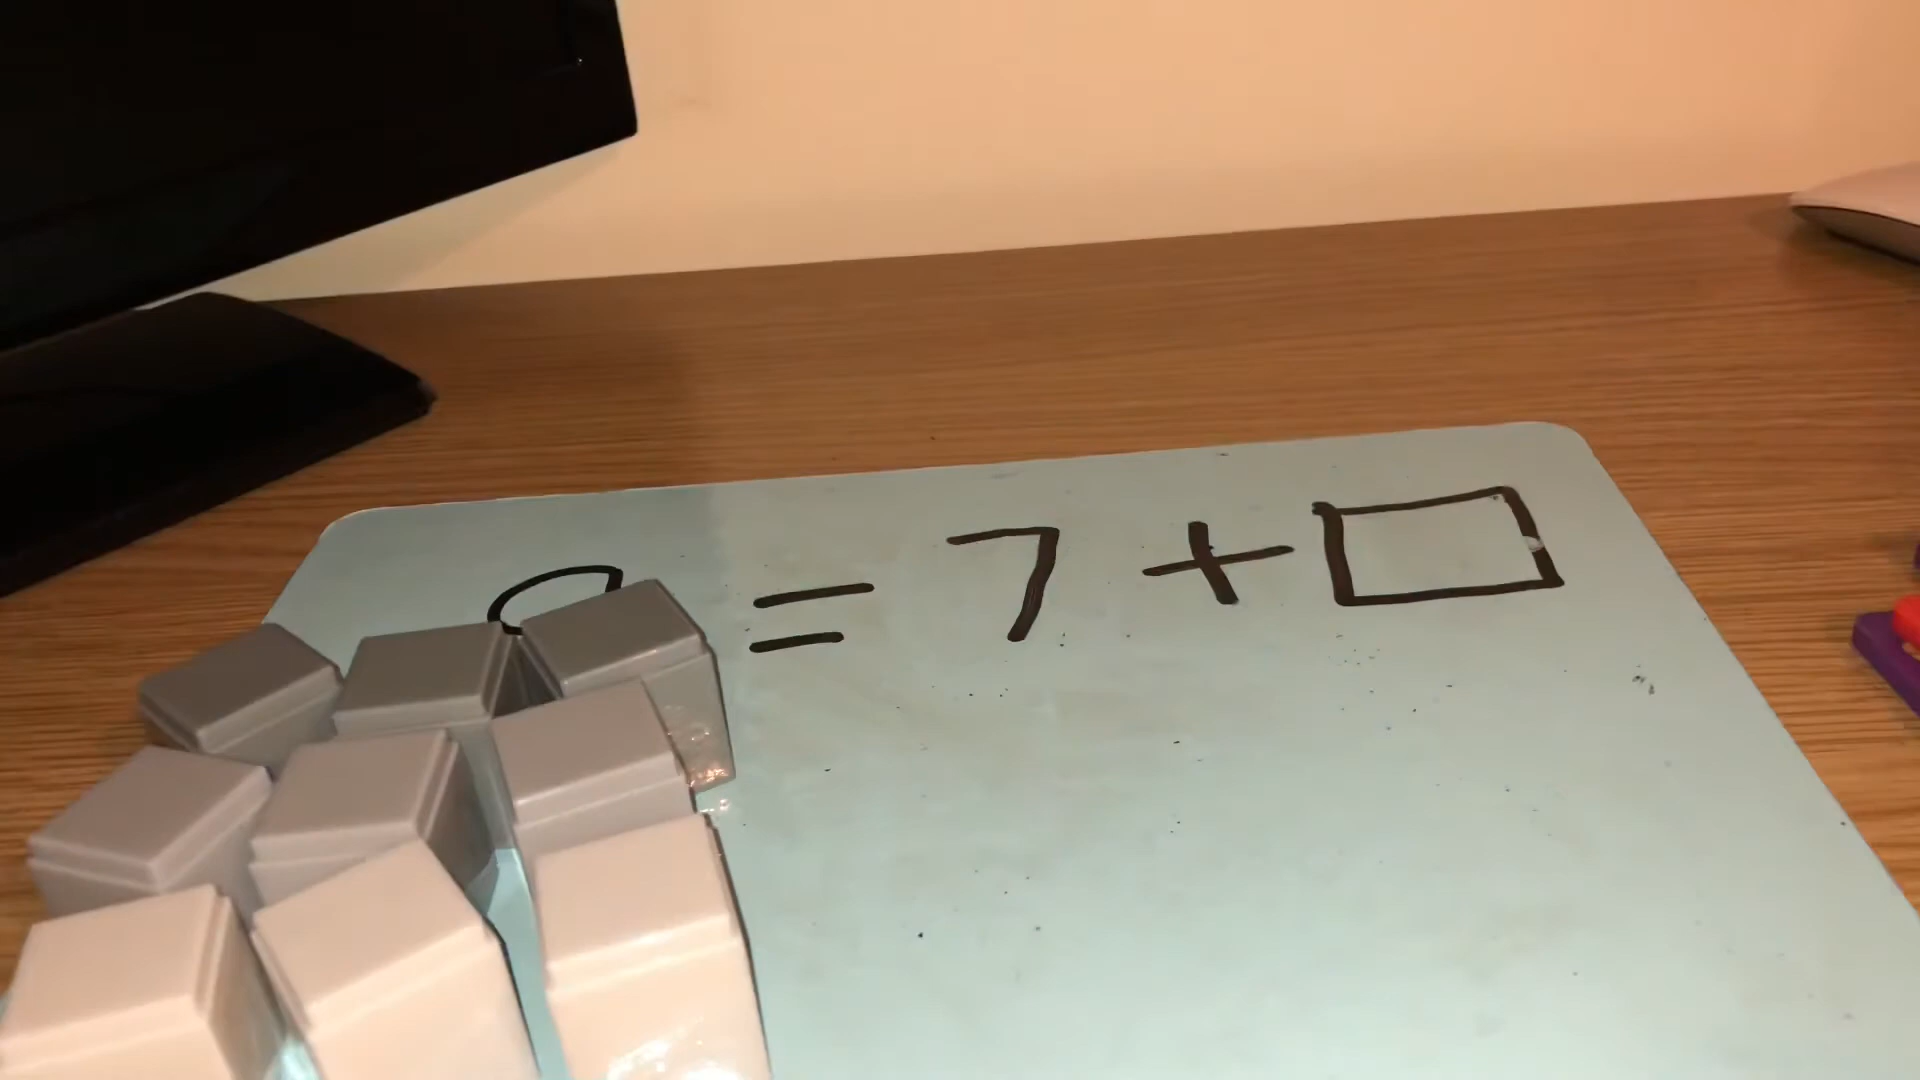 = 7 + □